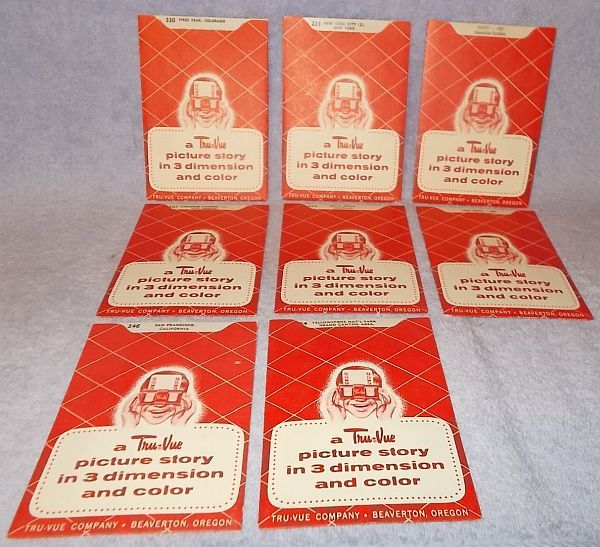 330 PIKES PEAK, COLORADO
a Tru-Vue
picture story
in 3 dimension
and color
TRU-VUE COMPANY • BEAVERTON, OREGON
NEW YORK CITY
NEW YORK
a Tru-Vue
picture story
in 3 dimension
and color
TRU-VUE COMPANY • BEAVERTON, OREGON
a Tru-Vue
picture story
in 3 dimension
and color
TRU-VUE COMPANY • BEAVERTON, OREGON
a Tru-Vue
picture story
in 3 dimension
and color
TRU-VUE COMPANY • BEAVERTON, OREGON
a Tru-Vue
picture story
in 3 dimension
and color
TRU-VUE COMPANY • BEAVERTON, OREGON
a Tru-Vue
picture story
in 3 dimension
and color
TRU-VUE COMPANY • BEAVERTON, OREGON
246 SAN FRANCISCO,
CALIFORNIA
a Tru-Vue
picture story
in 3 dimension
and color
TRU-VUE COMPANY • BEAVERTON, OREGON
YELLOWSTONE NAT'L PARK
GRAND CANYON AREA
a Tru-Vue
picture story
in 3 dimension
and color
TRU-VUE COMPANY • BEAVERTON, OREGON